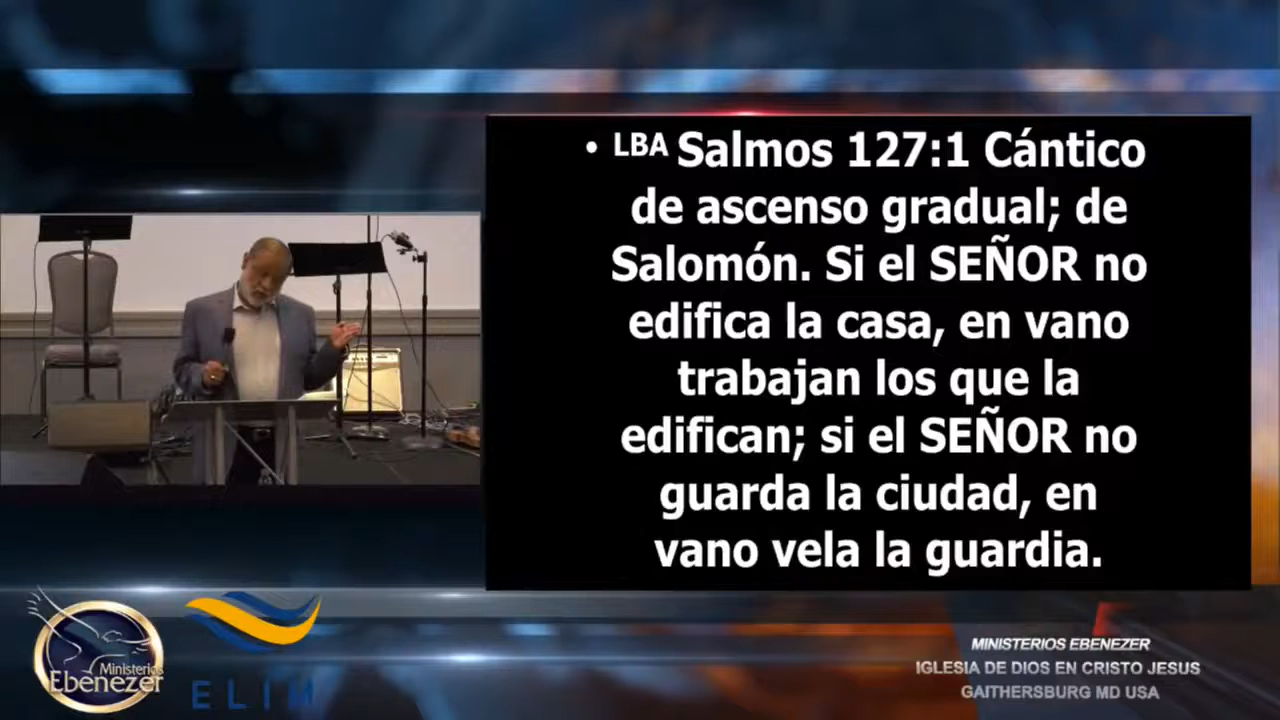 • LBA Salmos 127:1 Cántico
de ascenso gradual; de
Salomón. Si el SEÑOR no
edifica la casa, en vano
trabajan los que la
edifican; si el SEÑOR no
guarda la ciudad, en
vano vela la guardia.
Ministerios
Ebenezer
ELIM
MINISTERIOS EBENEZER
IGLESIA DE DIOS EN CRISTO JESUS
GAITHERSBURG MD USA